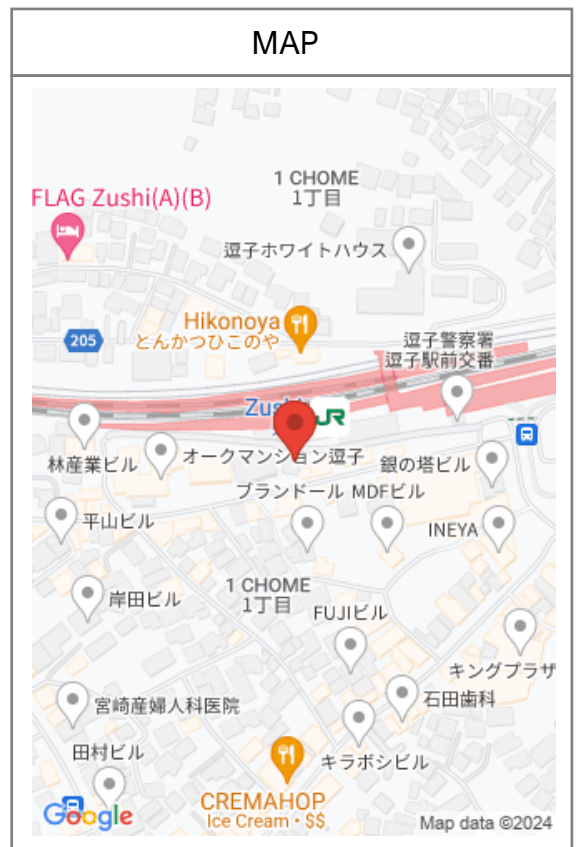 MAP
1 CHOME
1丁目
FLAG Zushi(A)(B)
逗子ホワイトハウス
Hikonoya
とんかつひこのや
205
逗子警察署
逗子駅前交番
JR
林産業ビル
オークマンション逗子
銀の塔ビル
ブランドール
MDFビル
平山ビル
INEYA
1 CHOME
1丁目
岸田ビル
FUJIビル
キングプラザ
石田歯科
宮崎産婦人科医院
田村ビル
キラボシビル
CREMAHOP
Ice Cream • $$
Google
Map data ©2024